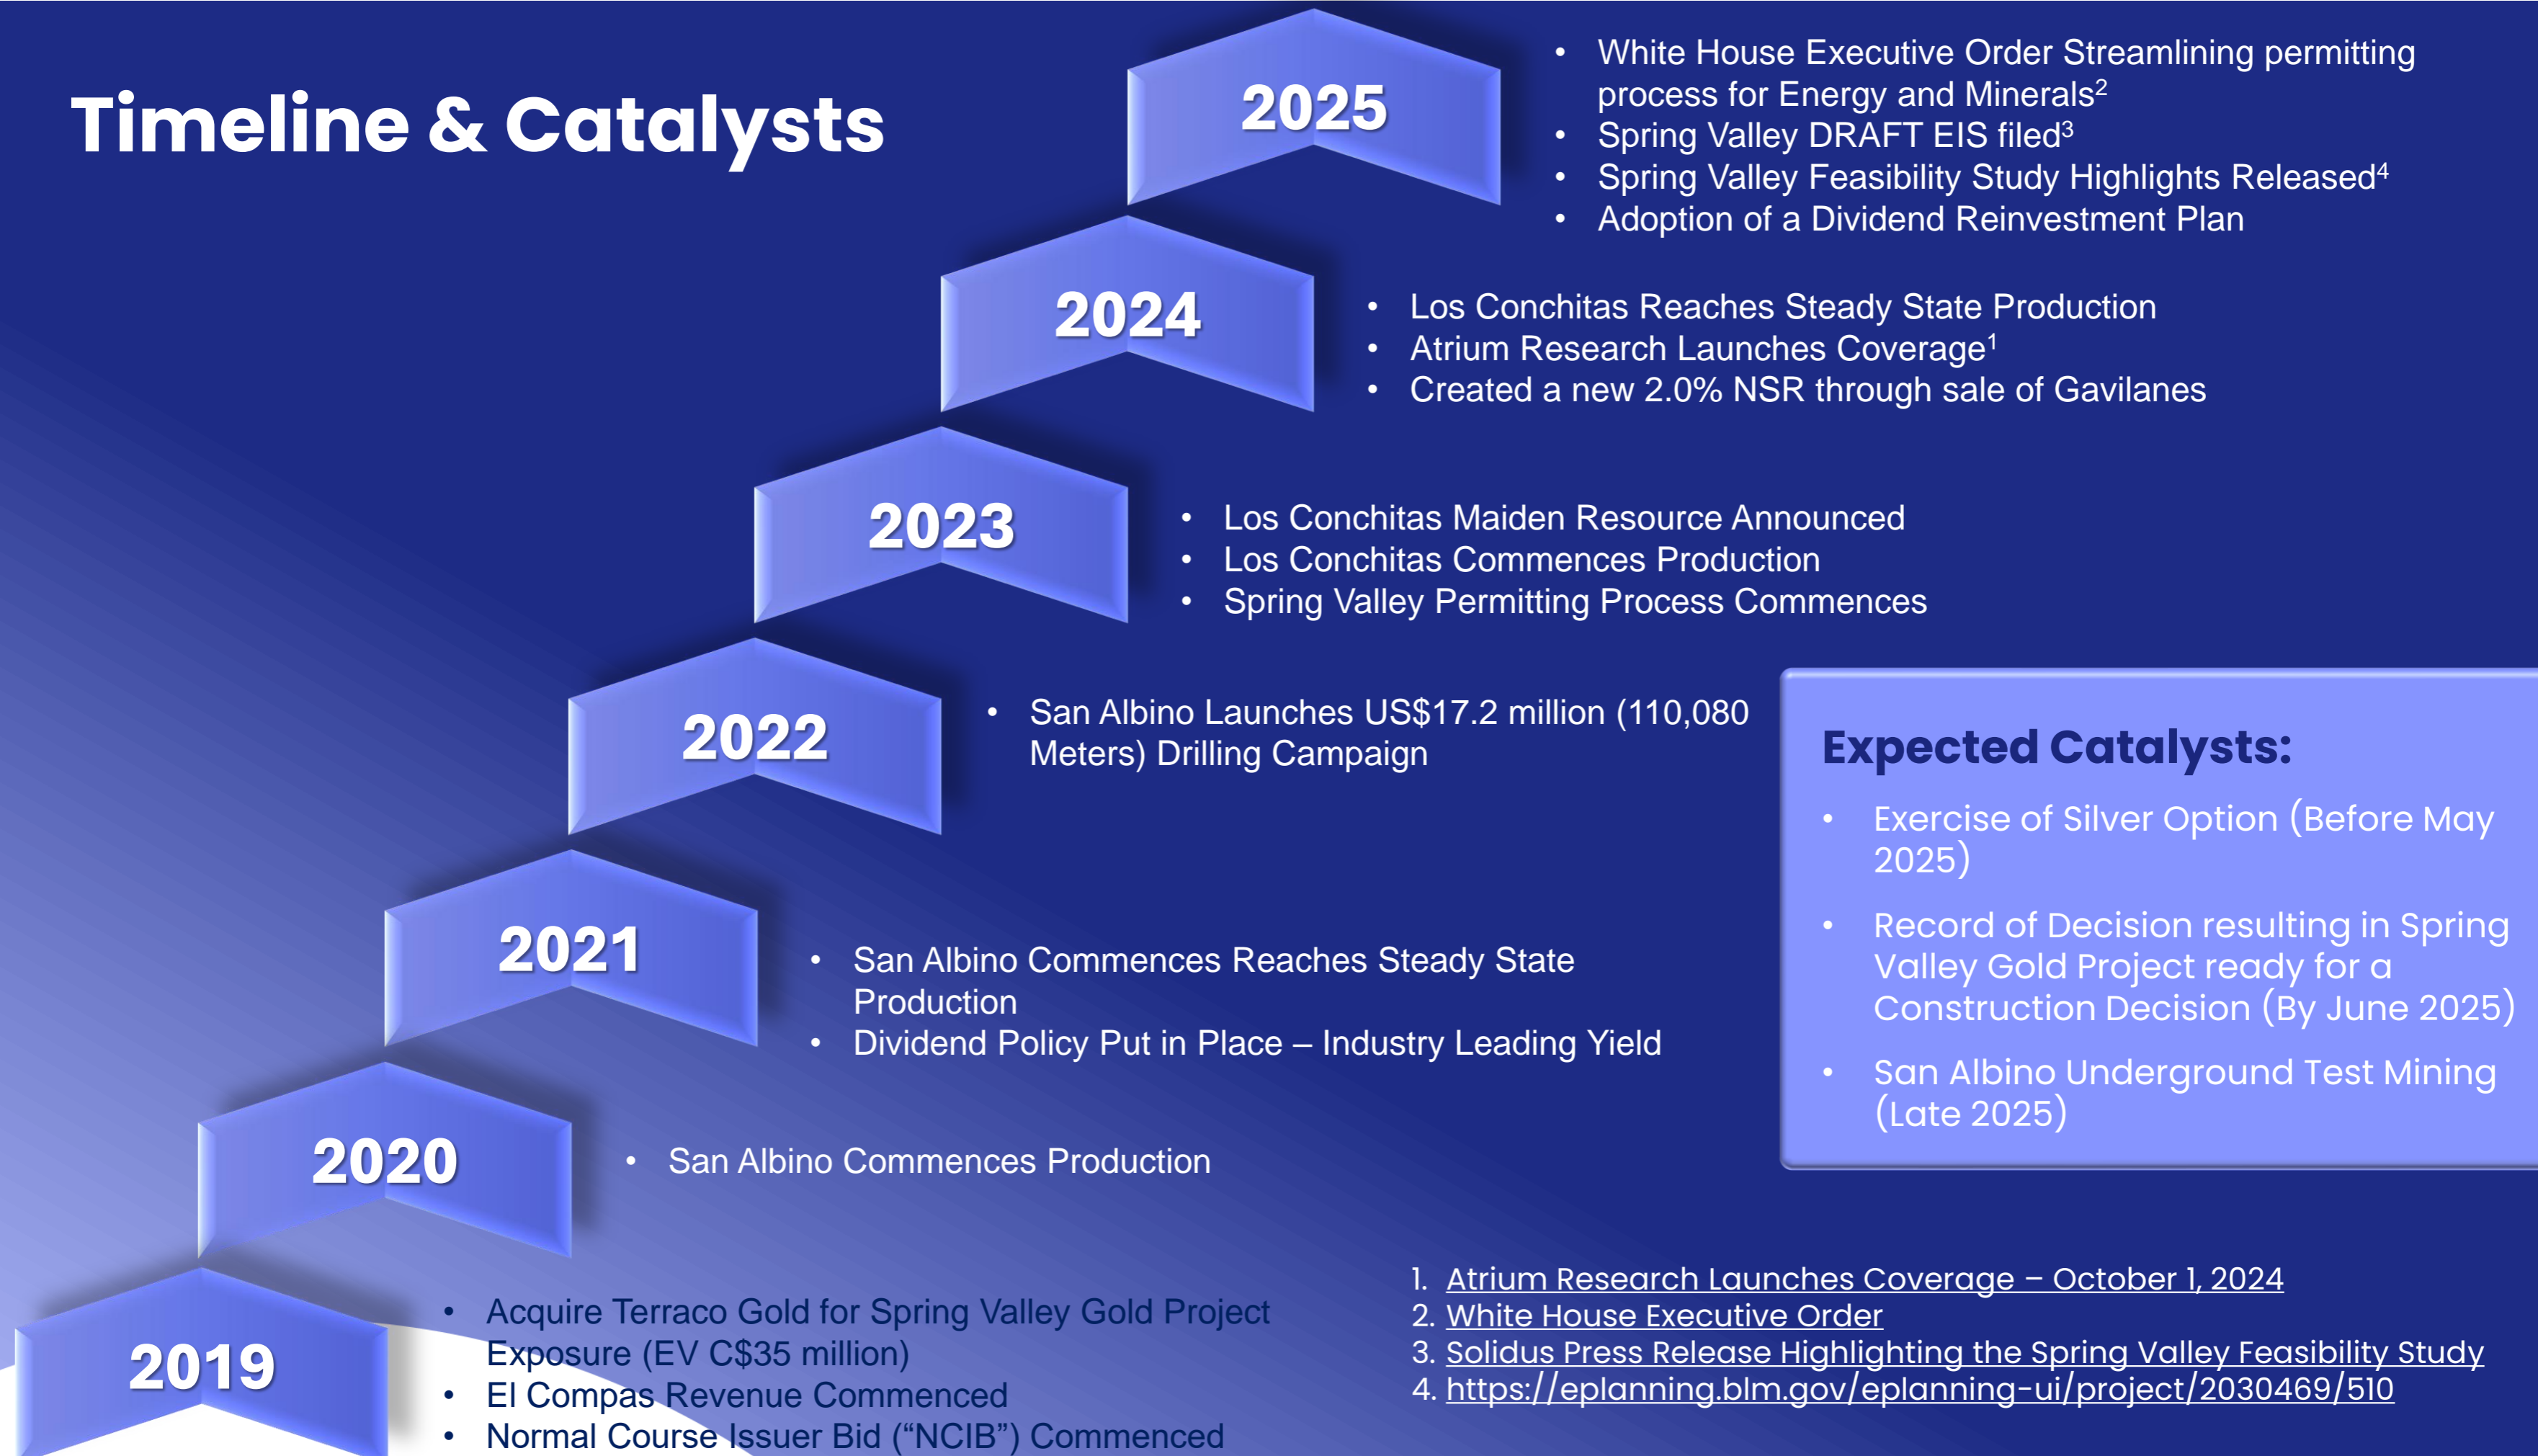 Timeline & Catalysts
2025
• White House Executive Order Streamlining permitting
process for Energy and Minerals²
• Spring Valley DRAFT EIS filed³
• Spring Valley Feasibility Study Highlights Released⁴
• Adoption of a Dividend Reinvestment Plan
2024
• Los Conchitas Reaches Steady State Production
• Atrium Research Launches Coverage¹
• Created a new 2.0% NSR through sale of Gavilanes
2023
• Los Conchitas Maiden Resource Announced
• Los Conchitas Commences Production
• Spring Valley Permitting Process Commences
2022
• San Albino Launches US$17.2 million (110,080
Meters) Drilling Campaign
2021
• San Albino Commences Reaches Steady State
Production
• Dividend Policy Put in Place – Industry Leading Yield
2020
• San Albino Commences Production
2019
• Acquire Terraco Gold for Spring Valley Gold Project
Exposure (EV C$35 million)
• El Compas Revenue Commenced
• Normal Course Issuer Bid (“NCIB”) Commenced
Expected Catalysts:
• Exercise of Silver Option (Before May
2025)
• Record of Decision resulting in Spring
Valley Gold Project ready for a
Construction Decision (By June 2025)
• San Albino Underground Test Mining
(Late 2025)
1. Atrium Research Launches Coverage – October 1, 2024
2. White House Executive Order
3. Solidus Press Release Highlighting the Spring Valley Feasibility Study
4. https://eplanning.blm.gov/eplanning-ui/project/2030469/510